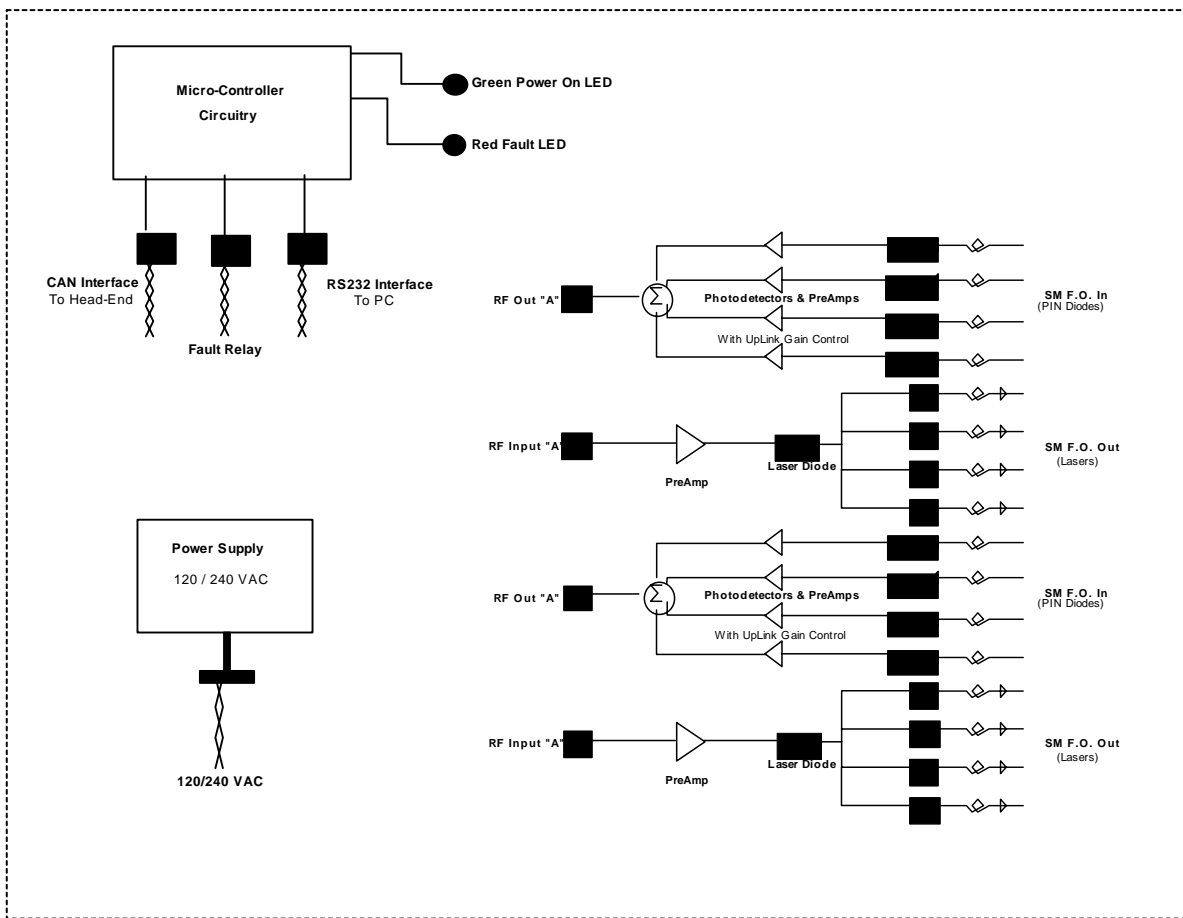 Micro-Controller
Circuitry
Green Power On LED
Red Fault LED
CAN Interface
To Head-End
Fault Relay
RS232 Interface
To PC
RF Out "A"
Σ
Photodetectors & PreAmps
With UpLink Gain Control
SM F.O. In
(PIN Diodes)
RF Input "A"
PreAmp
Laser Diode
SM F.O. Out
(Lasers)
Power Supply
120 / 240 VAC
120/240 VAC
RF Out "A"
Σ
Photodetectors & PreAmps
With UpLink Gain Control
SM F.O. In
(PIN Diodes)
RF Input "A"
PreAmp
Laser Diode
SM F.O. Out
(Lasers)